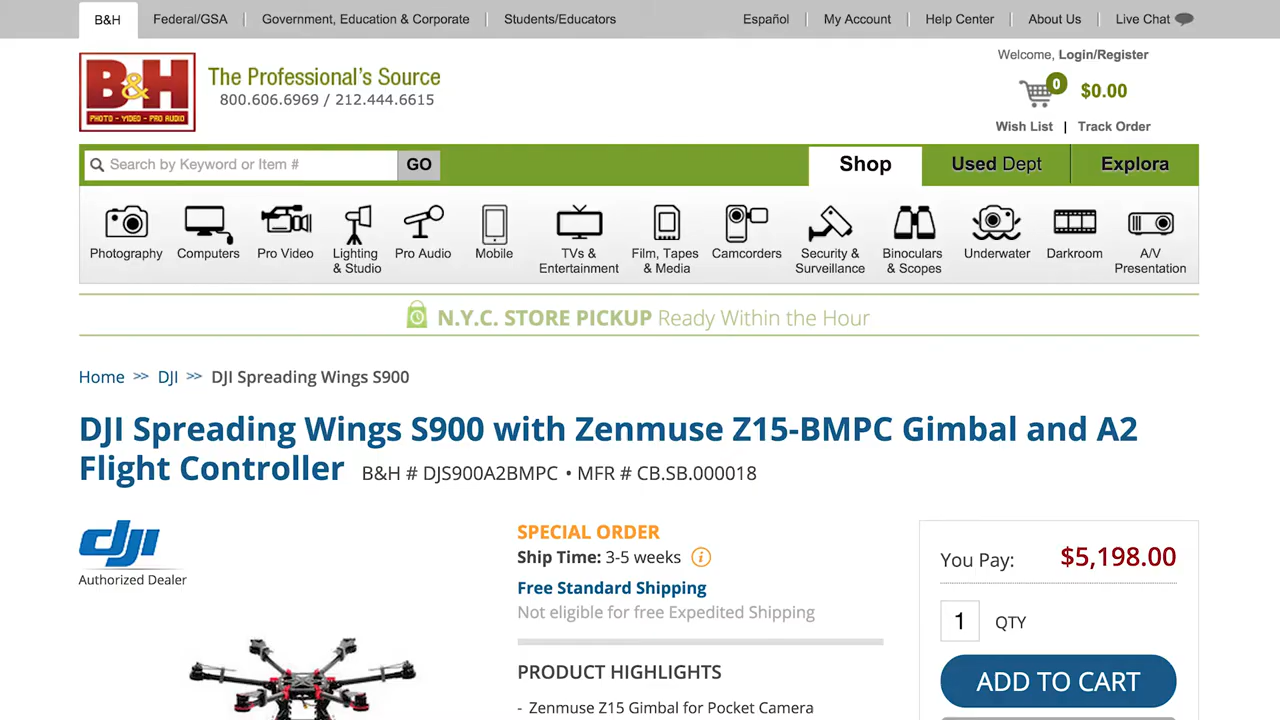 B&H
Federal/GSA
Government, Education & Corporate
Students/Educators
Español
My Account
Help Center
About Us
Live Chat
B&H
PHOTO - VIDEO - PRO AUDIO
The Professional's Source
800.606.6969 / 212.444.6615
Welcome, Login/Register
0
$0.00
Wish List | Track Order
Search by Keyword or Item #
GO
Shop
Used Dept
Explora
Photography
Computers
Pro Video
Lighting
& Studio
Pro Audio
Mobile
TVs &
Entertainment
Film, Tapes
& Media
Camcorders
Security &
Surveillance
Binoculars
& Scopes
Underwater
Darkroom
A/V
Presentation
N.Y.C. STORE PICKUP Ready Within the Hour
Home >> DJI >> DJI Spreading Wings S900
DJI Spreading Wings S900 with Zenmuse Z15-BMPC Gimbal and A2
Flight Controller B&H # DJS900A2BMPC • MFR # CB.SB.000018
dji
Authorized Dealer
SPECIAL ORDER
Ship Time: 3-5 weeks
Free Standard Shipping
Not eligible for free Expedited Shipping
PRODUCT HIGHLIGHTS
- Zenmuse Z15 Gimbal for Pocket Camera
You Pay: $5,198.00
1 QTY
ADD TO CART